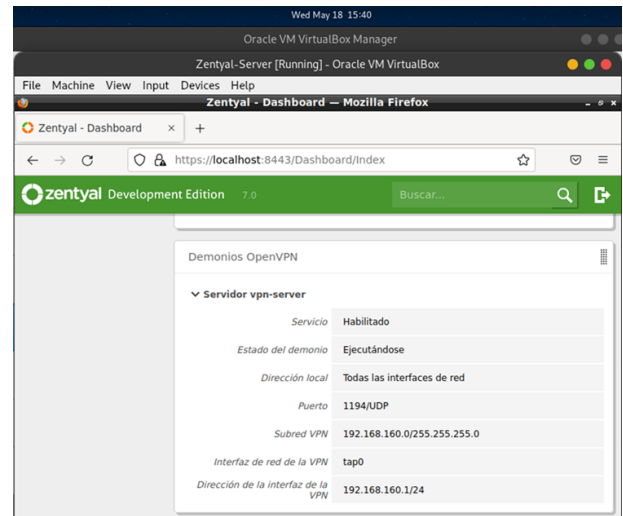 Wed May 18 15:40
Oracle VM VirtualBox Manager
Zentyal-Server [Running] - Oracle VM VirtualBox
File Machine View Input Devices Help
Zentyal - Dashboard — Mozilla Firefox
Zentyal - Dashboard
https://localhost:8443/Dashboard/Index
zentyal Development Edition 7.0 Buscar...
Demonios OpenVPN
Servidor vpn-server
Servicio Habilitado
Estado del demonio Ejecutándose
Dirección local Todas las interfaces de red
Puerto 1194/UDP
Subred VPN 192.168.160.0/255.255.255.0
Interfaz de red de la VPN tap0
Dirección de la interfaz de la
VPN 192.168.160.1/24